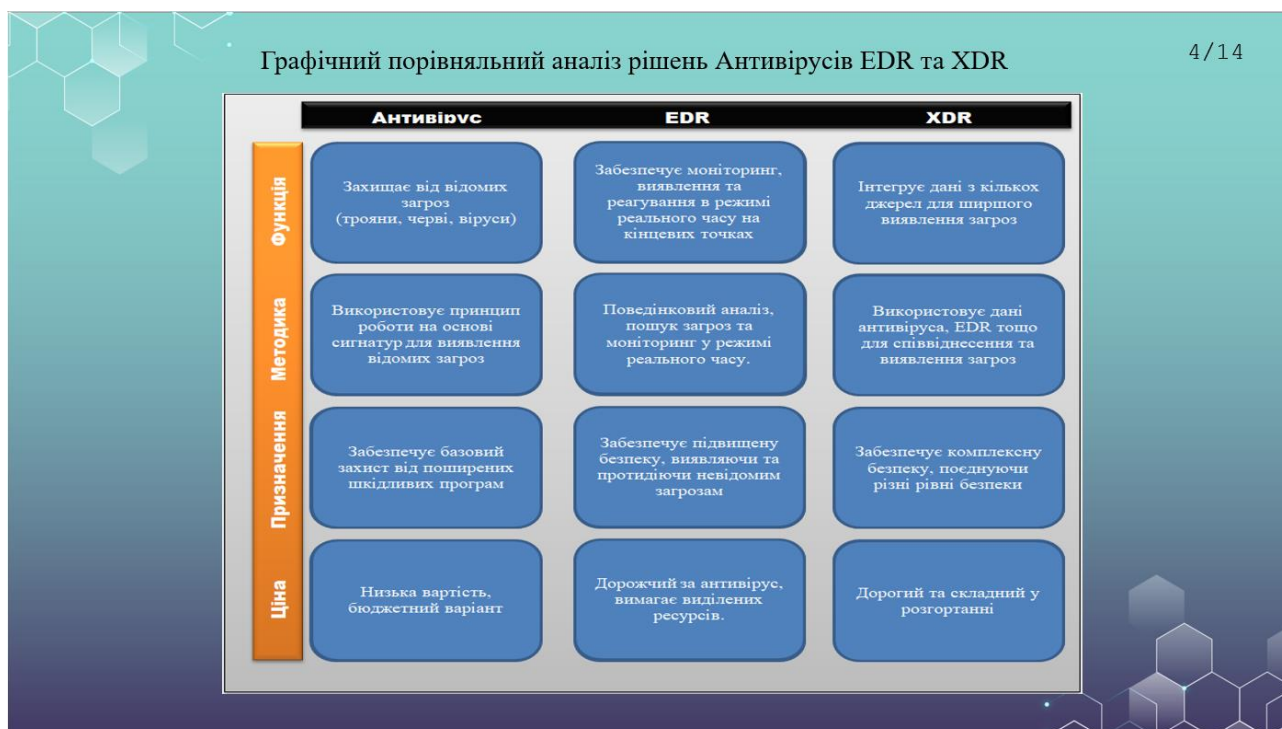 Графічний порівняльний аналіз рішень Антивірусів EDR та XDR
4/14
Антивірус
EDR
XDR
Функція
Захищає від відомих
загроз
(трояни, черві, віруси)
Забезпечує моніторинг,
виявлення та
реагування в режимі
реального часу на
кінцевих точках
Інтегрує дані з кількох
джерел для ширшого
виявлення загроз
Методика
Використовує принцип
роботи на основі
сигнатур для виявлення
відомих загроз
Поведінковий аналіз,
пошук загроз та
моніторинг у режимі
реального часу.
Використовує дані
антивіруса, EDR тощо
для співвіднесення та
виявлення загроз
Призначення
Забезпечує базовий
захист від поширених
шкідливих програм
Забезпечує підвищену
безпеку, виявляючи та
протидіючи невідомим
загрозам
Забезпечує комплексну
безпеку, поєднуючи
різні рівні безпеки
Ціна
Низька вартість,
бюджетний варіант
Дорожчий за антивірус,
вимагає виділених
ресурсів.
Дорогий та складний у
розгортанні